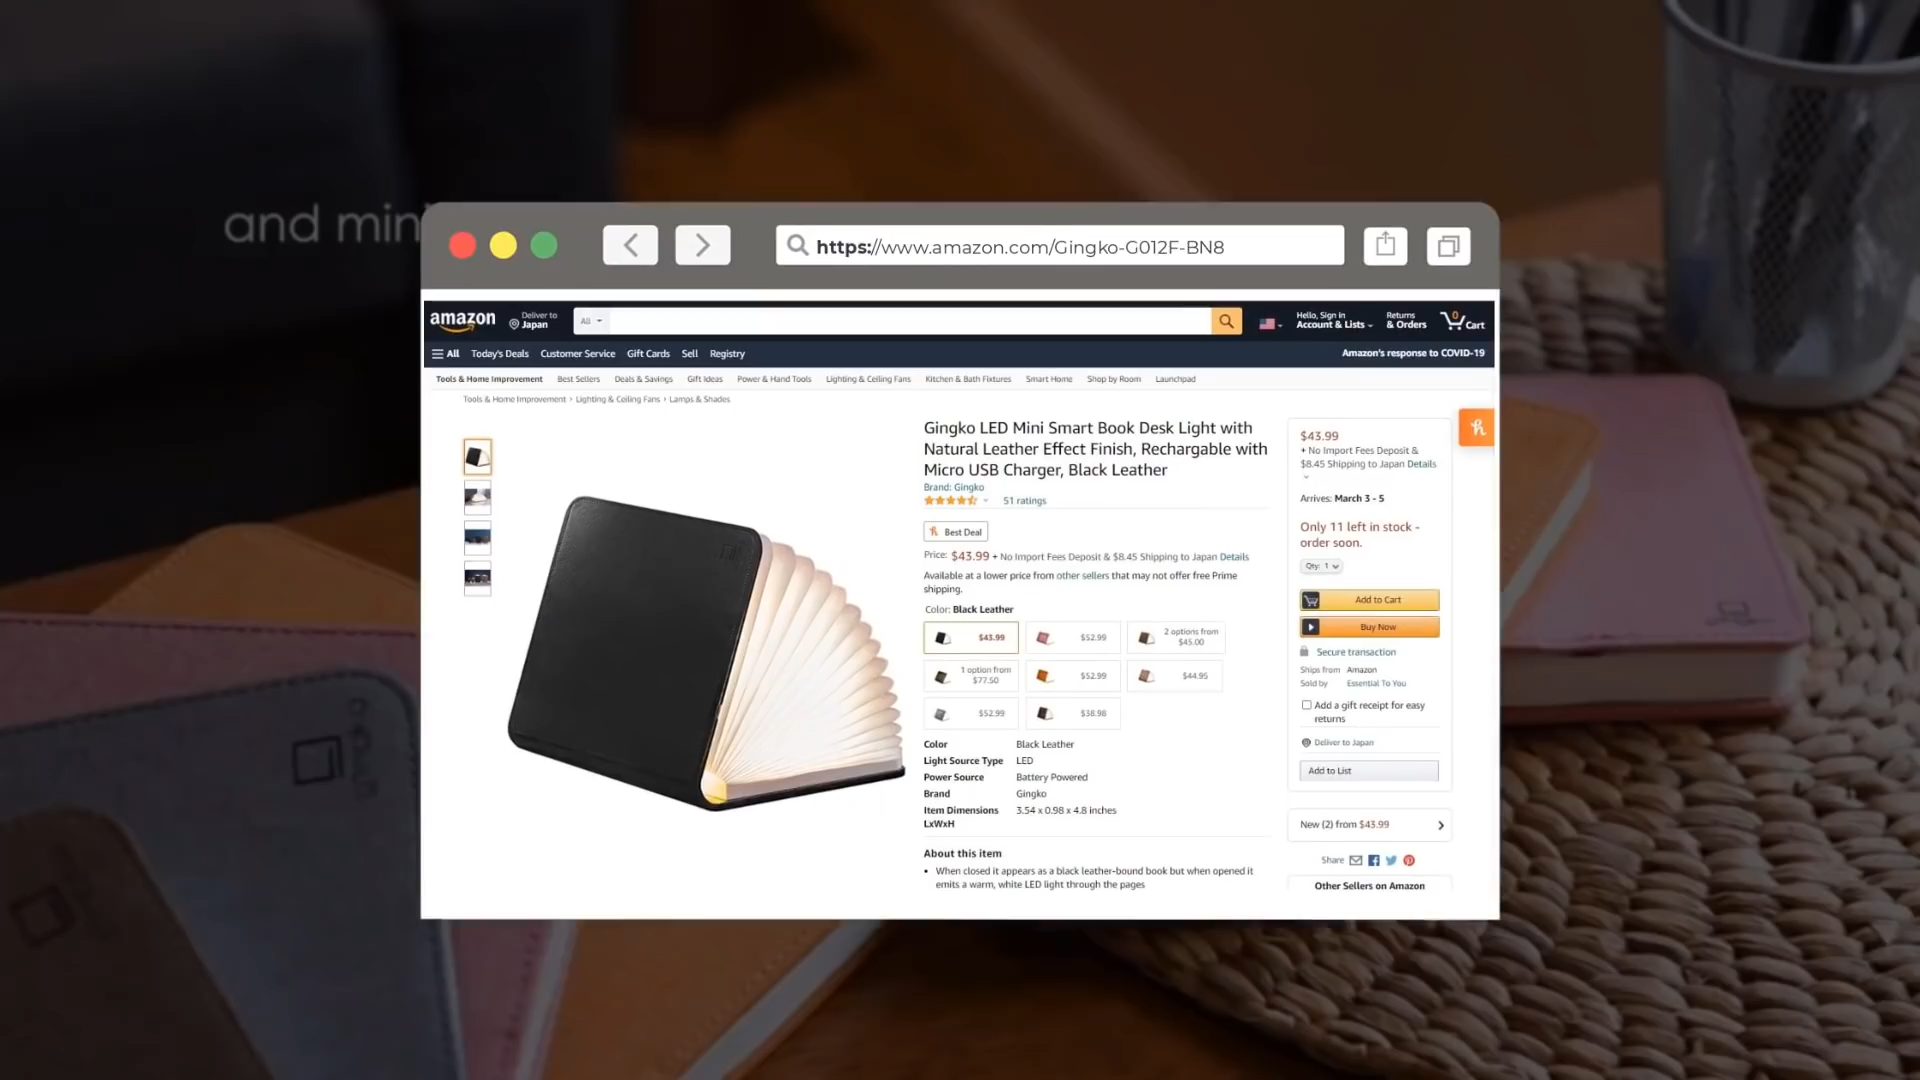 and min
https://www.amazon.com/Gingko-G012F-BN8
amazon
Deliver to
Japan
All
Hello, Sign in
Account & Lists
Returns
& Orders
0
Cart
All
Today's Deals
Customer Service
Gift Cards
Sell
Registry
Amazon's response to COVID-19
Tools & Home Improvement
Best Sellers
Deals & Savings
Gift Ideas
Power & Hand Tools
Lighting & Ceiling Fans
Kitchen & Bath Fixtures
Smart Home
Shop by Room
Launchpad
Tools & Home Improvement › Lighting & Ceiling Fans › Lamps & Shades
Gingko LED Mini Smart Book Desk Light with
Natural Leather Effect Finish, Rechargable with
Micro USB Charger, Black Leather
Brand: Gingko
51 ratings
h Best Deal
Price: $43.99 + No Import Fees Deposit & $8.45 Shipping to Japan Details
Available at a lower price from other sellers that may not offer free Prime
shipping.
Color: Black Leather
$43.99
$52.99
2 options from
$45.00
1 option from
$77.50
$52.99
$44.95
$52.99
$38.98
Color Black Leather
Light Source Type LED
Power Source Battery Powered
Brand Gingko
Item Dimensions 3.54 x 0.98 x 4.8 inches
LxWxH
About this item
• When closed it appears as a black leather-bound book but when opened it
emits a warm, white LED light through the pages
$43.99
+ No Import Fees Deposit &
$8.45 Shipping to Japan Details
Arrives: March 3 - 5
Only 11 left in stock -
order soon.
Qty: 1
Add to Cart
Buy Now
Secure transaction
Ships from Amazon
Sold by Essential To You
Add a gift receipt for easy
returns
Deliver to Japan
Add to List
New (2) from $43.99
Share
Other Sellers on Amazon
h